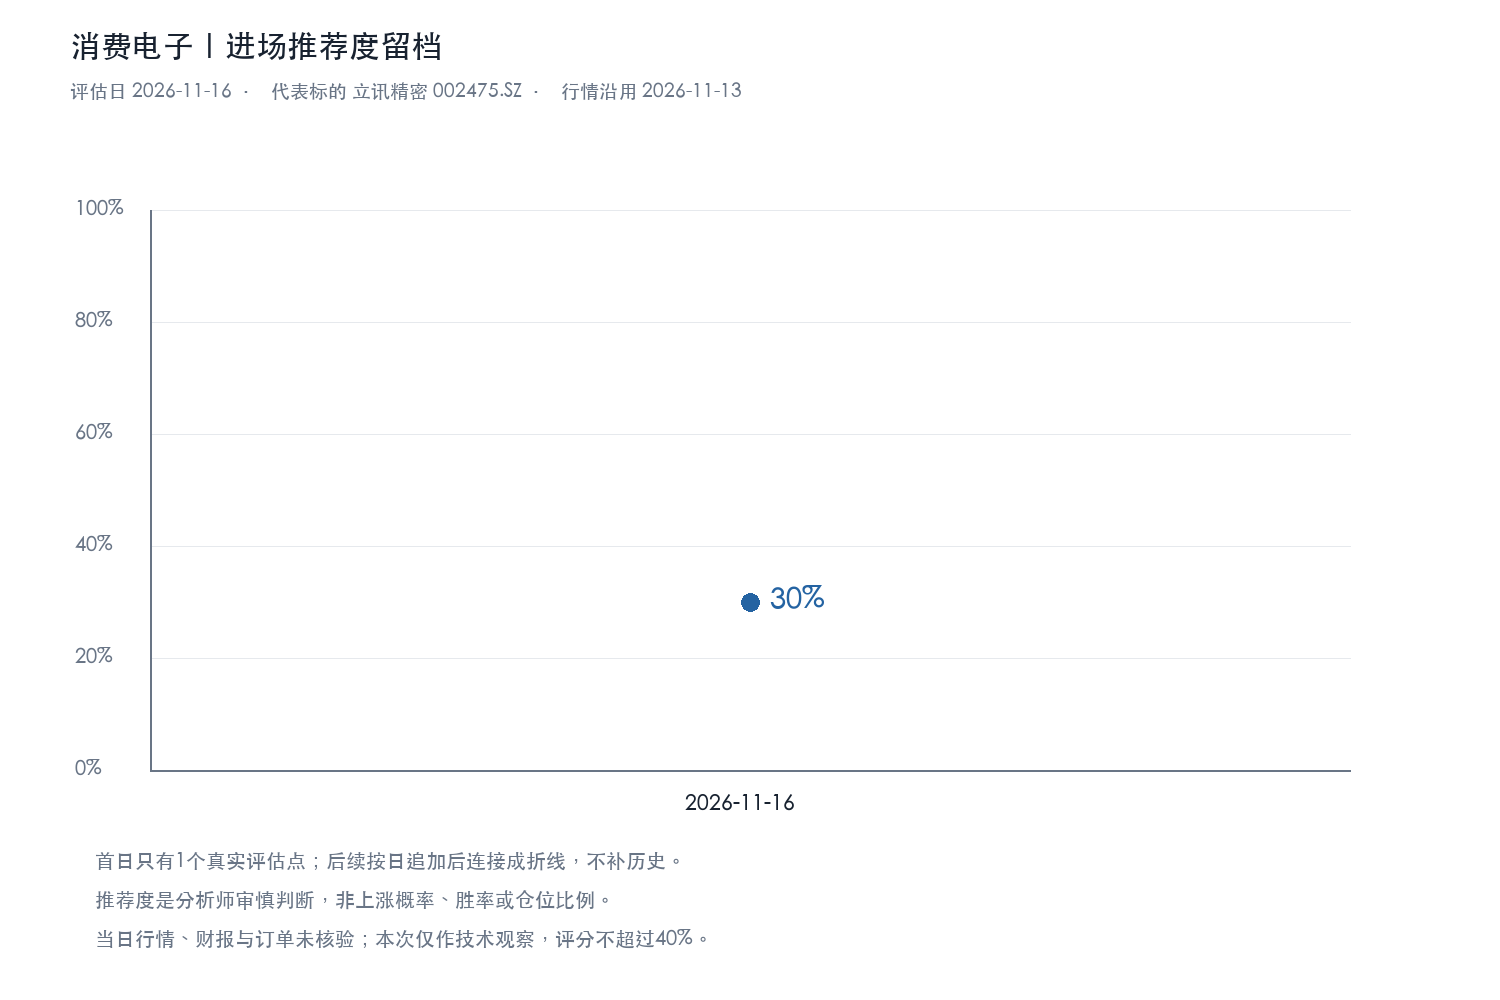 消费电子｜进场推荐度留档
评估日 2026-11-16 · 代表标的 立讯精密 002475.SZ · 行情沿用 2026-11-13
100%
80%
60%
40%
30%
20%
0%
2026-11-16
首日只有1个真实评估点；后续按日追加后连接成折线，不补历史。
推荐度是分析师审慎判断，非上涨概率、胜率或仓位比例。
当日行情、财报与订单未核验；本次仅作技术观察，评分不超过40%。